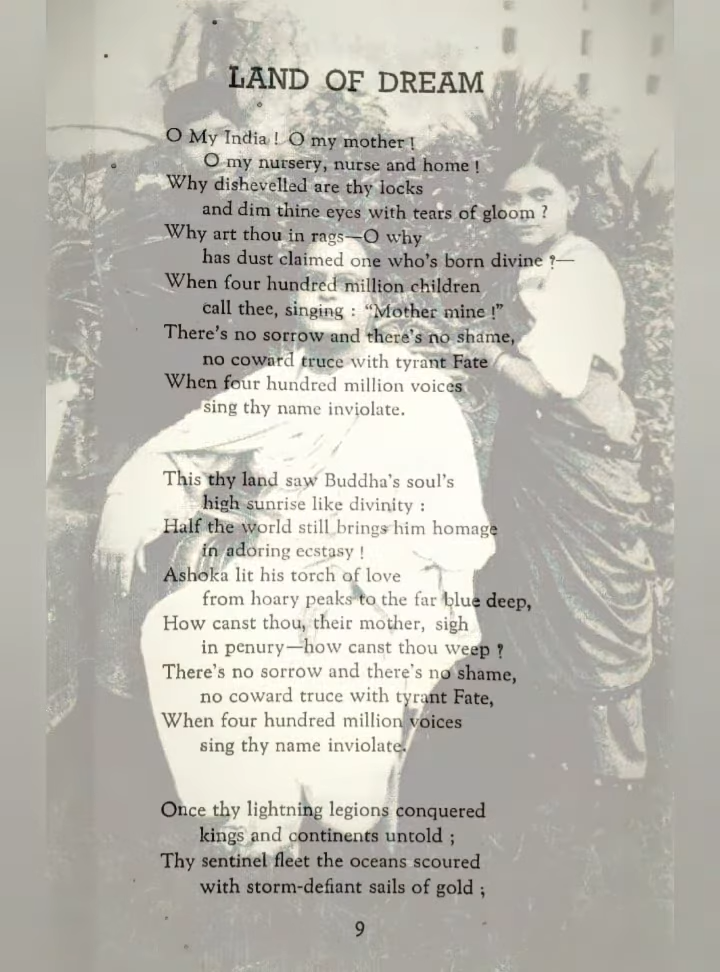 LAND OF DREAM
O My India ! O my mother !
O my nursery, nurse and home !
Why dishevelled are thy locks
and dim thine eyes with tears of gloom ?
Why art thou in rags—O why
has dust claimed one who's born divine ?—
When four hundred million children
call thee, singing : "Mother mine !"
There's no sorrow and there's no shame,
no coward truce with tyrant Fate
When four hundred million voices
sing thy name inviolate.
This thy land saw Buddha's soul's
high sunrise like divinity :
Half the world still brings him homage
in adoring ecstasy !
Ashoka lit his torch of love
from hoary peaks to the far blue deep,
How canst thou, their mother, sigh
in penury—how canst thou weep ?
There's no sorrow and there's no shame,
no coward truce with tyrant Fate,
When four hundred million voices
sing thy name inviolate.
Once thy lightning legions conquered
kings and continents untold ;
Thy sentinel fleet the oceans scoured
with storm-defiant sails of gold ;
9